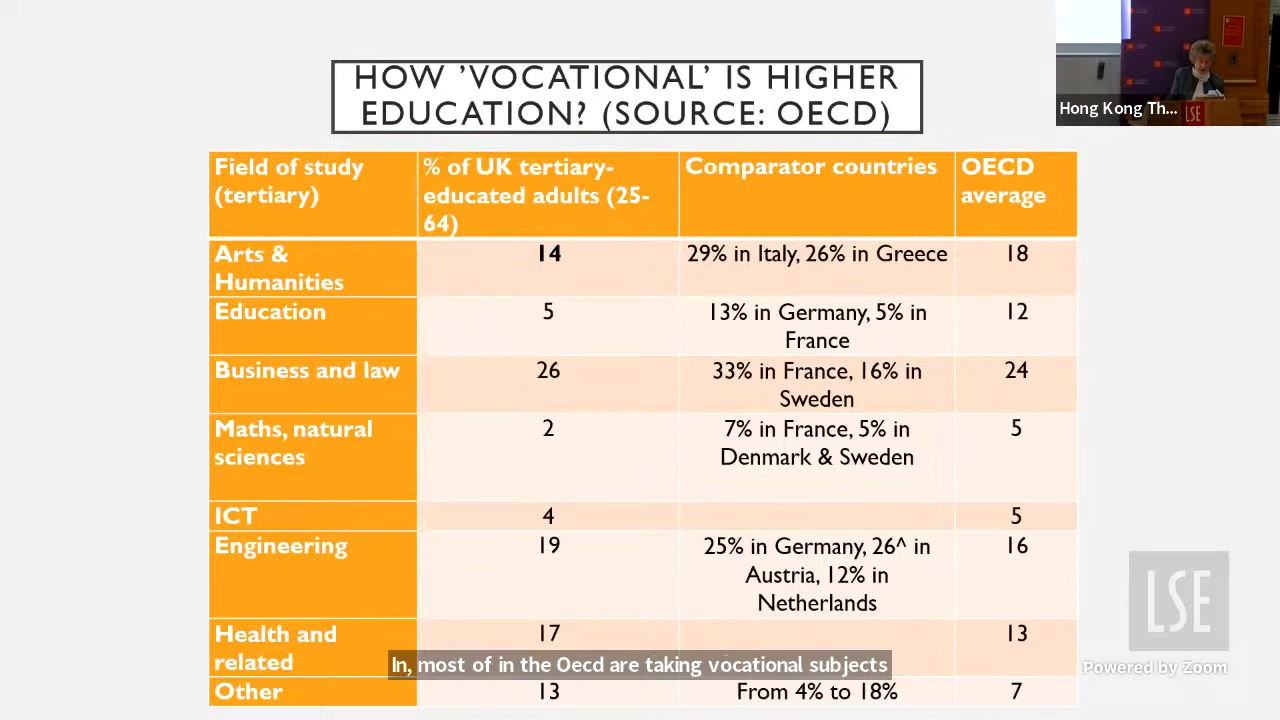 HOW ’VOCATIONAL’ IS HIGHER
EDUCATION? (SOURCE: OECD)
Hong Kong Th...
LSE
Field of study
(tertiary)
% of UK tertiary-
educated adults (25-
64)
Comparator countries
OECD
average
Arts &
Humanities
14
29% in Italy, 26% in Greece
18
Education
5
13% in Germany, 5% in
France
12
Business and law
26
33% in France, 16% in
Sweden
24
Maths, natural
sciences
2
7% in France, 5% in
Denmark & Sweden
5
ICT
4
5
Engineering
19
25% in Germany, 26^ in
Austria, 12% in
Netherlands
16
Health and
related
17
13
In, most of in the Oecd are taking vocational subjects
Other
13
From 4% to 18%
7
LSE
Powered by Zoom